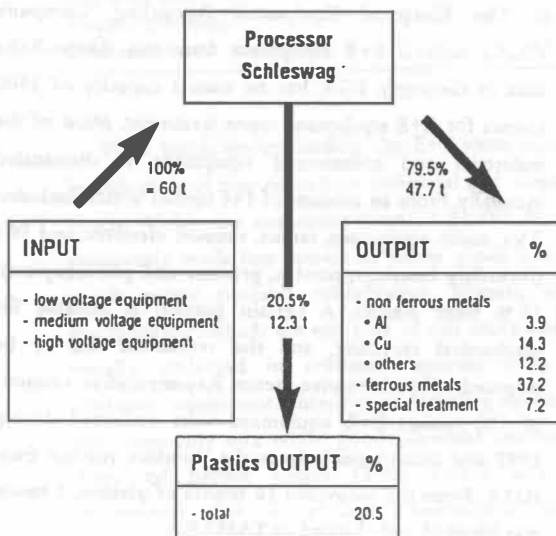 Processor
Schleswag
100%
= 60 t
79.5%
47.7 t
INPUT
- low voltage equipment
- medium voltage equipment
- high voltage equipment
20.5%
12.3 t
OUTPUT %
- non ferrous metals
• Al 8.9
• Cu 14.3
• others 12.2
- ferrous metals 37.2
- special treatment 7.2
Plastics OUTPUT %
- total 20.5